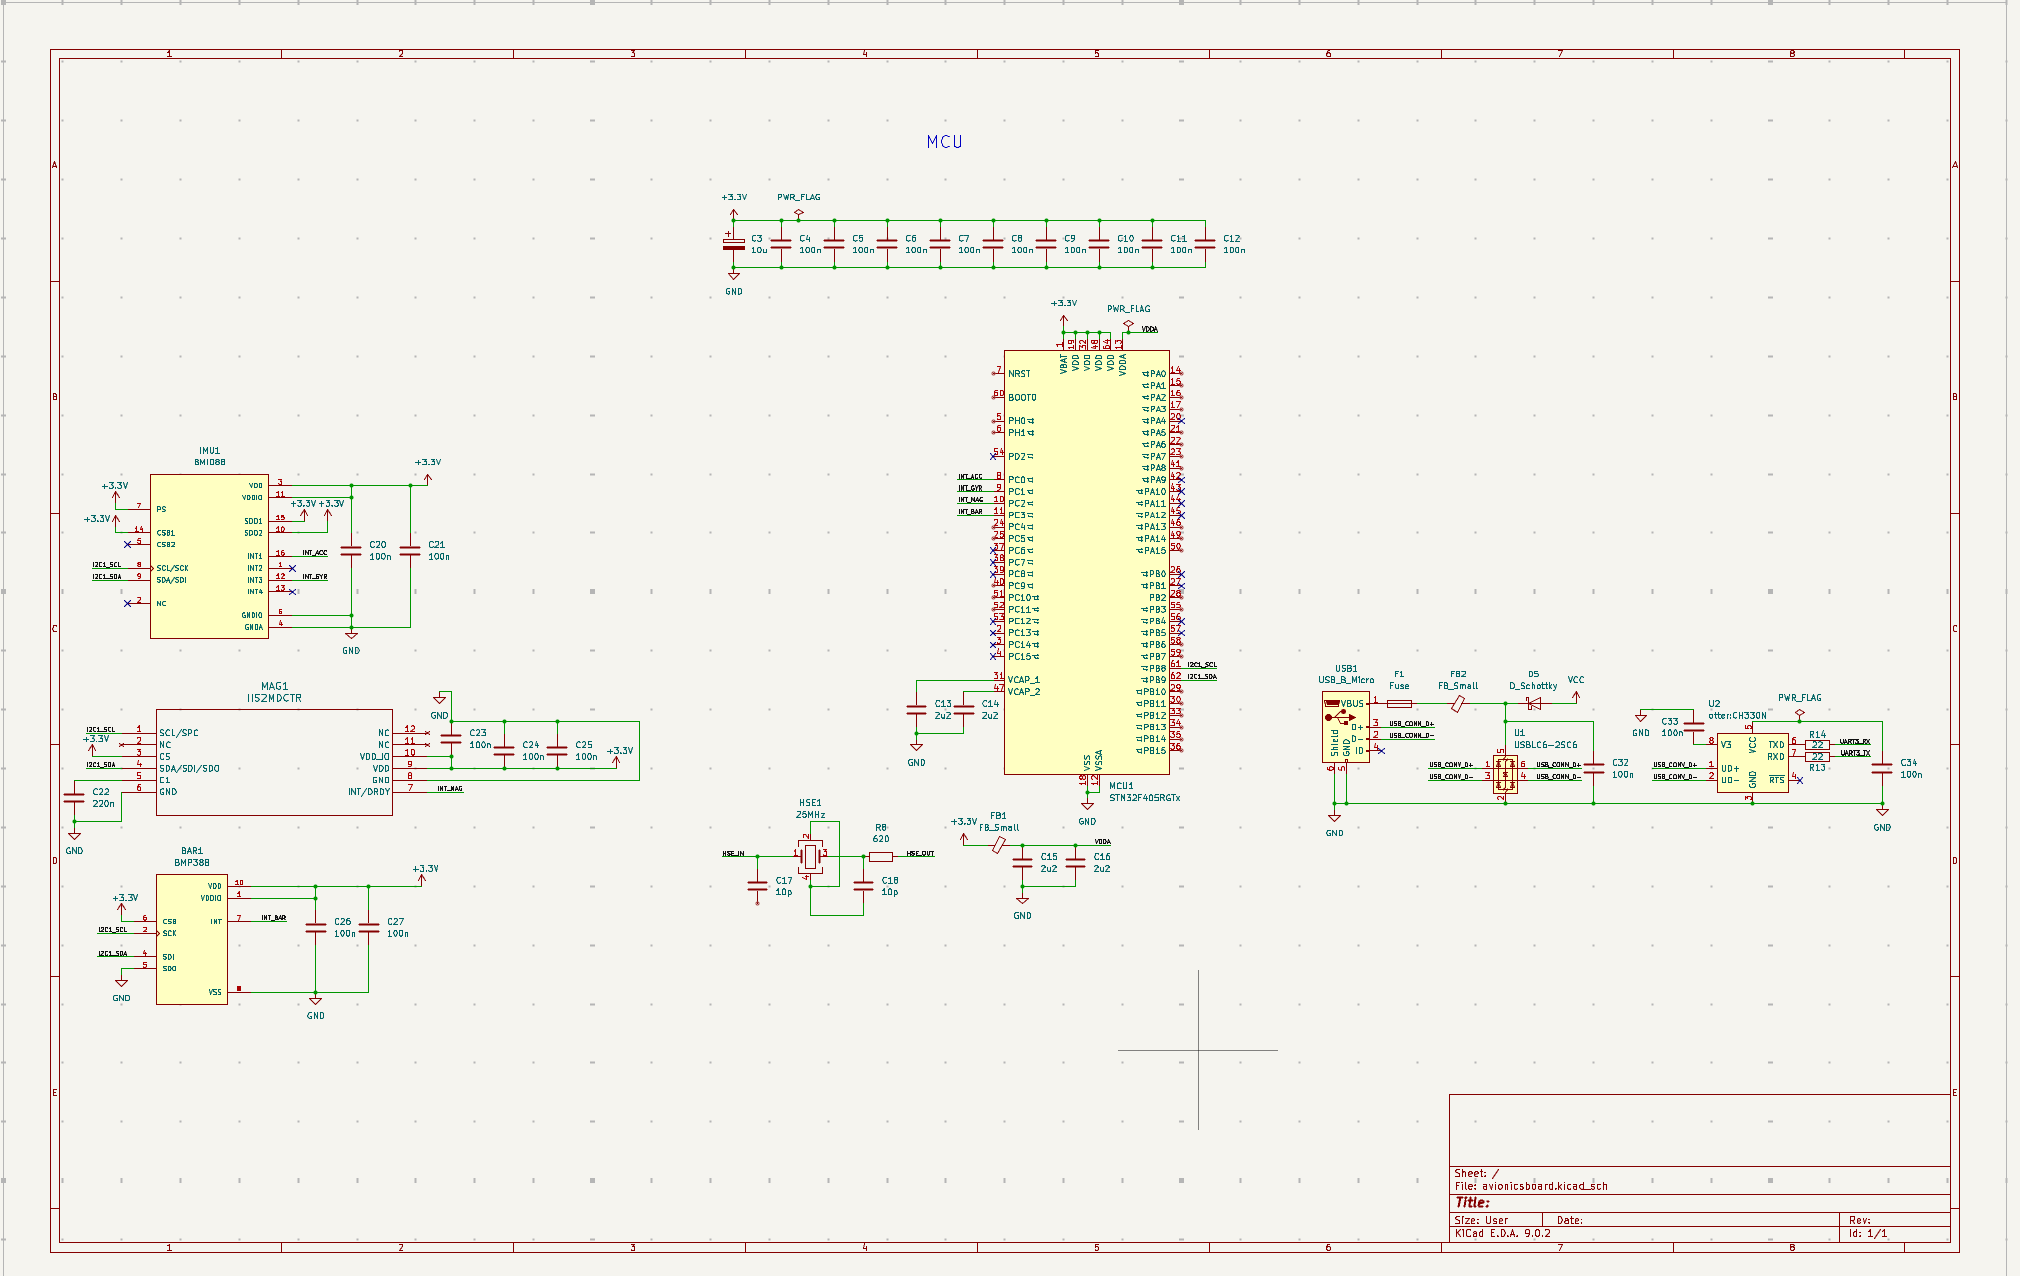 1 2 3 4 5 6 7 8
A A
B B
C C
D D
E E
MCU
+3.3V PWR_FLAG
C3 10u
C4 100n
C5 100n
C6 100n
C7 100n
C8 100n
C9 100n
C10 100n
C11 100n
C12 100n
GND
+3.3V
PWR_FLAG
VDDA
1 VBAT
19 VDD
32 VDD
48 VDD
64 VDD
13 VDDA
7 NRST
60 BOOT0
5 PH0
6 PH1
54 PD2
INT_ACC 8 PC0
INT_GYR 9 PC1
INT_MAG 10 PC2
INT_BAR 11 PC3
24 PC4
25 PC5
37 PC6
38 PC7
39 PC8
40 PC9
51 PC10
52 PC11
53 PC12
2 PC13
3 PC14
4 PC15
31 VCAP_1
47 VCAP_2
PA0 14
PA1 15
PA2 16
PA3 17
PA4 20
PA5 21
PA6 22
PA7 23
PA8 41
PA9 42
PA10 43
PA11 44
PA12 45
PA13 46
PA14 49
PA15 50
PB0 26
PB1 27
PB2 28
PB3 55
PB4 56
PB5 57
PB6 58
PB7 59
PB8 61 I2C1_SCL
PB9 62 I2C1_SDA
PB10 29
PB11 30
PB12 33
PB13 34
PB14 35
PB15 36
VSS 18
VSSA 12
GND
MCU1
STM32F405RGTx
C13 2u2
C14 2u2
GND
IMU1
BMI088
+3.3V
+3.3V
+3.3V
+3.3V +3.3V
7 PS
14 CSB1
5 CSB2
I2C1_SCL 8 SCL/SCK
I2C1_SDA 9 SDA/SDI
2 NC
VDD 3
VDDIO 11
SDO1 15
SDO2 10
INT1 16 INT_ACC
INT2 1
INT3 12 INT_GYR
INT4 13
GNDIO 6
GNDA 4
C20 100n
C21 100n
GND
MAG1
IIS2MDCTR
I2C1_SCL 1 SCL/SPC
+3.3V
2 NC
3 CS
I2C1_SDA 4 SDA/SDI/SDO
5 C1
6 GND
NC 12
NC 11
VDD_IO 10
VDD 9
GND 8
INT/DRDY 7 INT_MAG
C22 220n
GND
GND
C23 100n
C24 100n
C25 100n
+3.3V
BAR1
BMP388
+3.3V
6 CSB
I2C1_SCL 2 SCK
I2C1_SDA 4 SDI
5 SDO
GND
VDD 10
VDDIO 1
INT 7 INT_BAR
VSS
+3.3V
C26 100n
C27 100n
GND
HSE1
25MHz
HSE_IN 1 2 3 4
R8
620
HSE_OUT
C17 10p
C18 10p
+3.3V
FB1
FB_Small
VDDA
C15 2u2
C16 2u2
GND
USB1
USB_B_Micro
VBUS 1
D+ 3 USB_CONN_D+
D- 2 USB_CONN_D-
ID 4
Shield 6
GND 5
GND
F1
Fuse
FB2
FB_Small
D5
D_Schottky
VCC
U1
USBLC6-2SC6
USB_CONV_D+ 1 6 USB_CONN_D+
USB_CONV_D- 3 4 USB_CONN_D-
5
2
C32 100n
GND
C33 100n
U2
otter:CH330N
PWR_FLAG
8 V3
5 VCC
USB_CONV_D+ 1 UD+
USB_CONV_D- 2 UD-
3 GND
TXD 6
RXD 7
RTS 4
R14
22
22
R13
UART3_RX
UART3_TX
C34 100n
GND
Sheet: /
File: avionicsboard.kicad_sch
Title:
Size: User Date: Rev:
KiCad E.D.A. 9.0.2 Id: 1/1
1 2 3 4 5 6 7 8